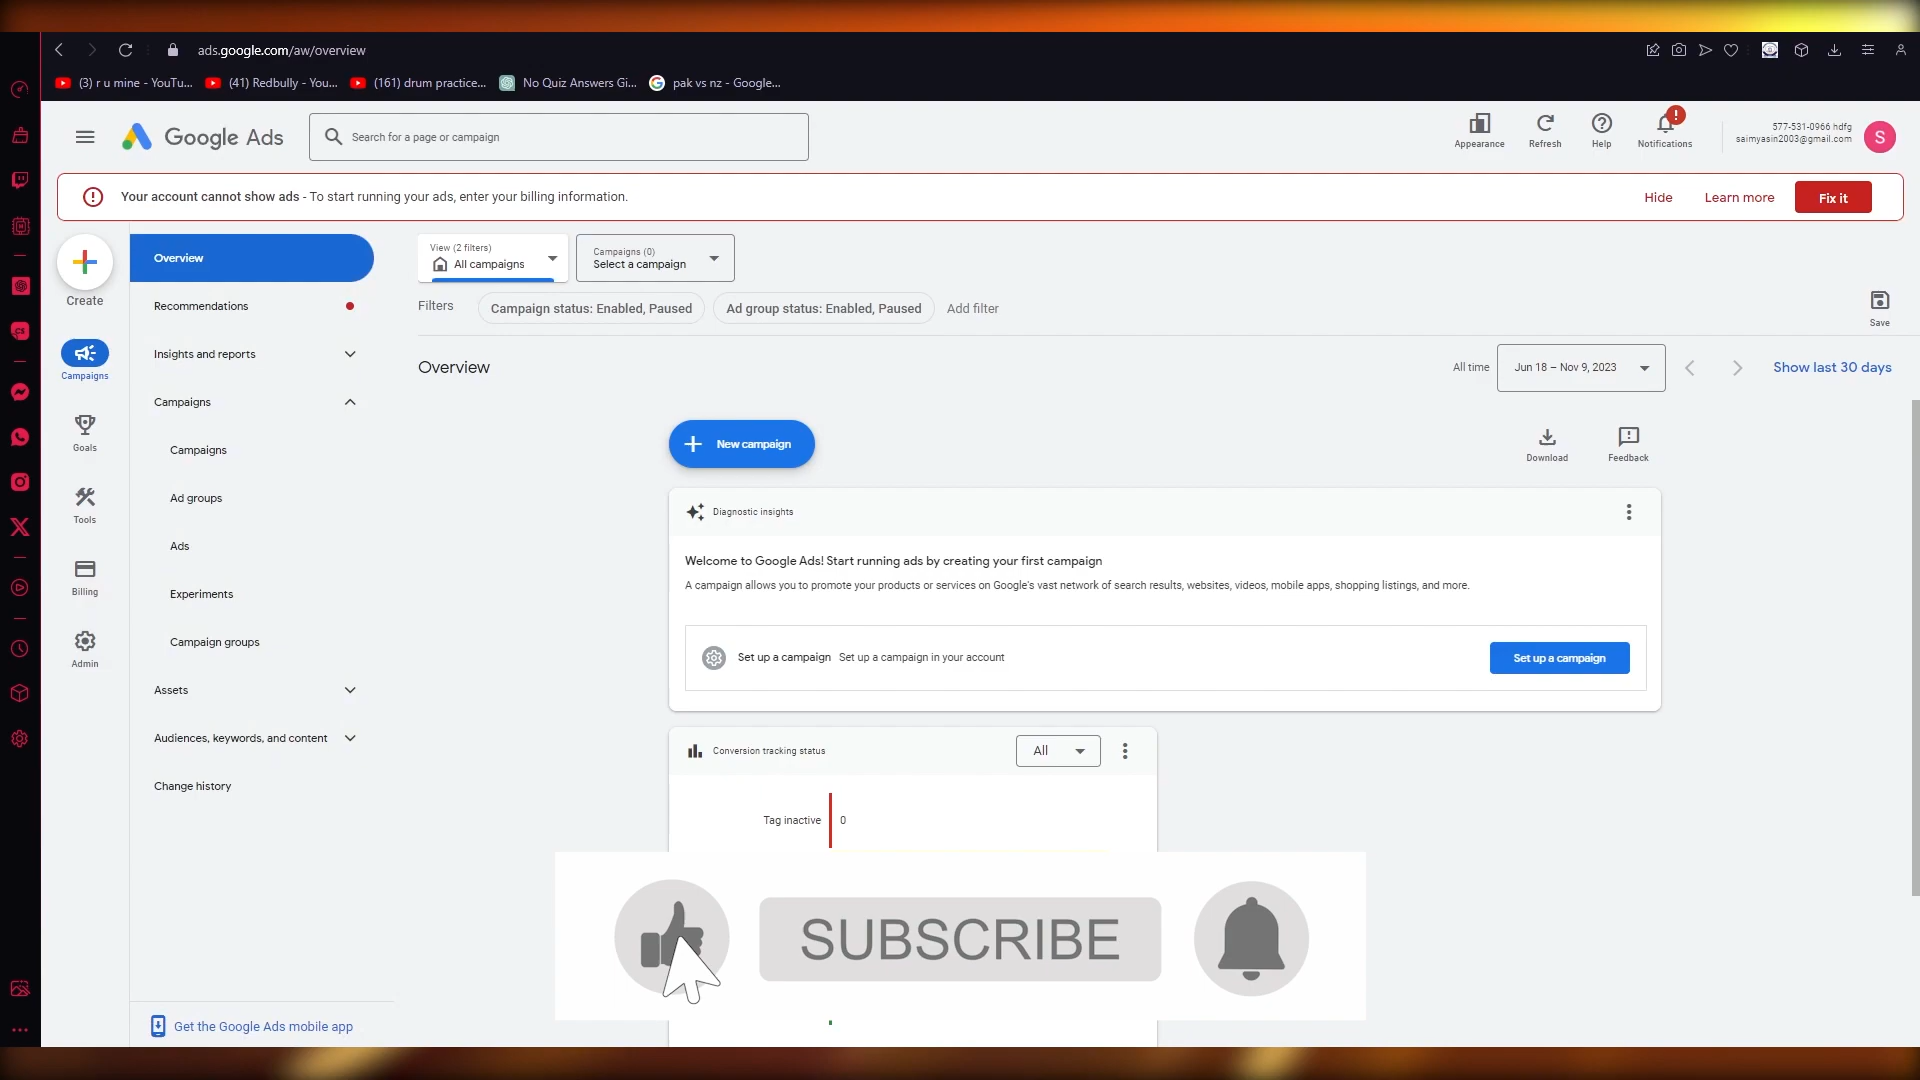 ads.google.com/aw/overview
(3) r u mine - YouTu...
(41) Redbully - You...
(161) drum practice...
No Quiz Answers Gi...
pak vs nz - Google...
Google Ads
Search for a page or campaign
Appearance
Refresh
Help
Notifications
577-531-0966 hdfg
saimyasin2003@gmail.com
S
Your account cannot show ads - To start running your ads, enter your billing information.
Hide
Learn more
Fix it
Create
Campaigns
Goals
Tools
Billing
Admin
Overview
Recommendations
Insights and reports
Campaigns
Campaigns
Ad groups
Ads
Experiments
Campaign groups
Assets
Audiences, keywords, and content
Change history
Get the Google Ads mobile app
View (2 filters)
All campaigns
Campaigns (0)
Select a campaign
Filters
Campaign status: Enabled, Paused
Ad group status: Enabled, Paused
Add filter
Save
Overview
All time
Jun 18 – Nov 9, 2023
Show last 30 days
New campaign
Download
Feedback
Diagnostic insights
Welcome to Google Ads! Start running ads by creating your first campaign
A campaign allows you to promote your products or services on Google's vast network of search results, websites, videos, mobile apps, shopping listings, and more.
Set up a campaign
Set up a campaign in your account
Set up a campaign
Conversion tracking status
All
Tag inactive
0
SUBSCRIBE